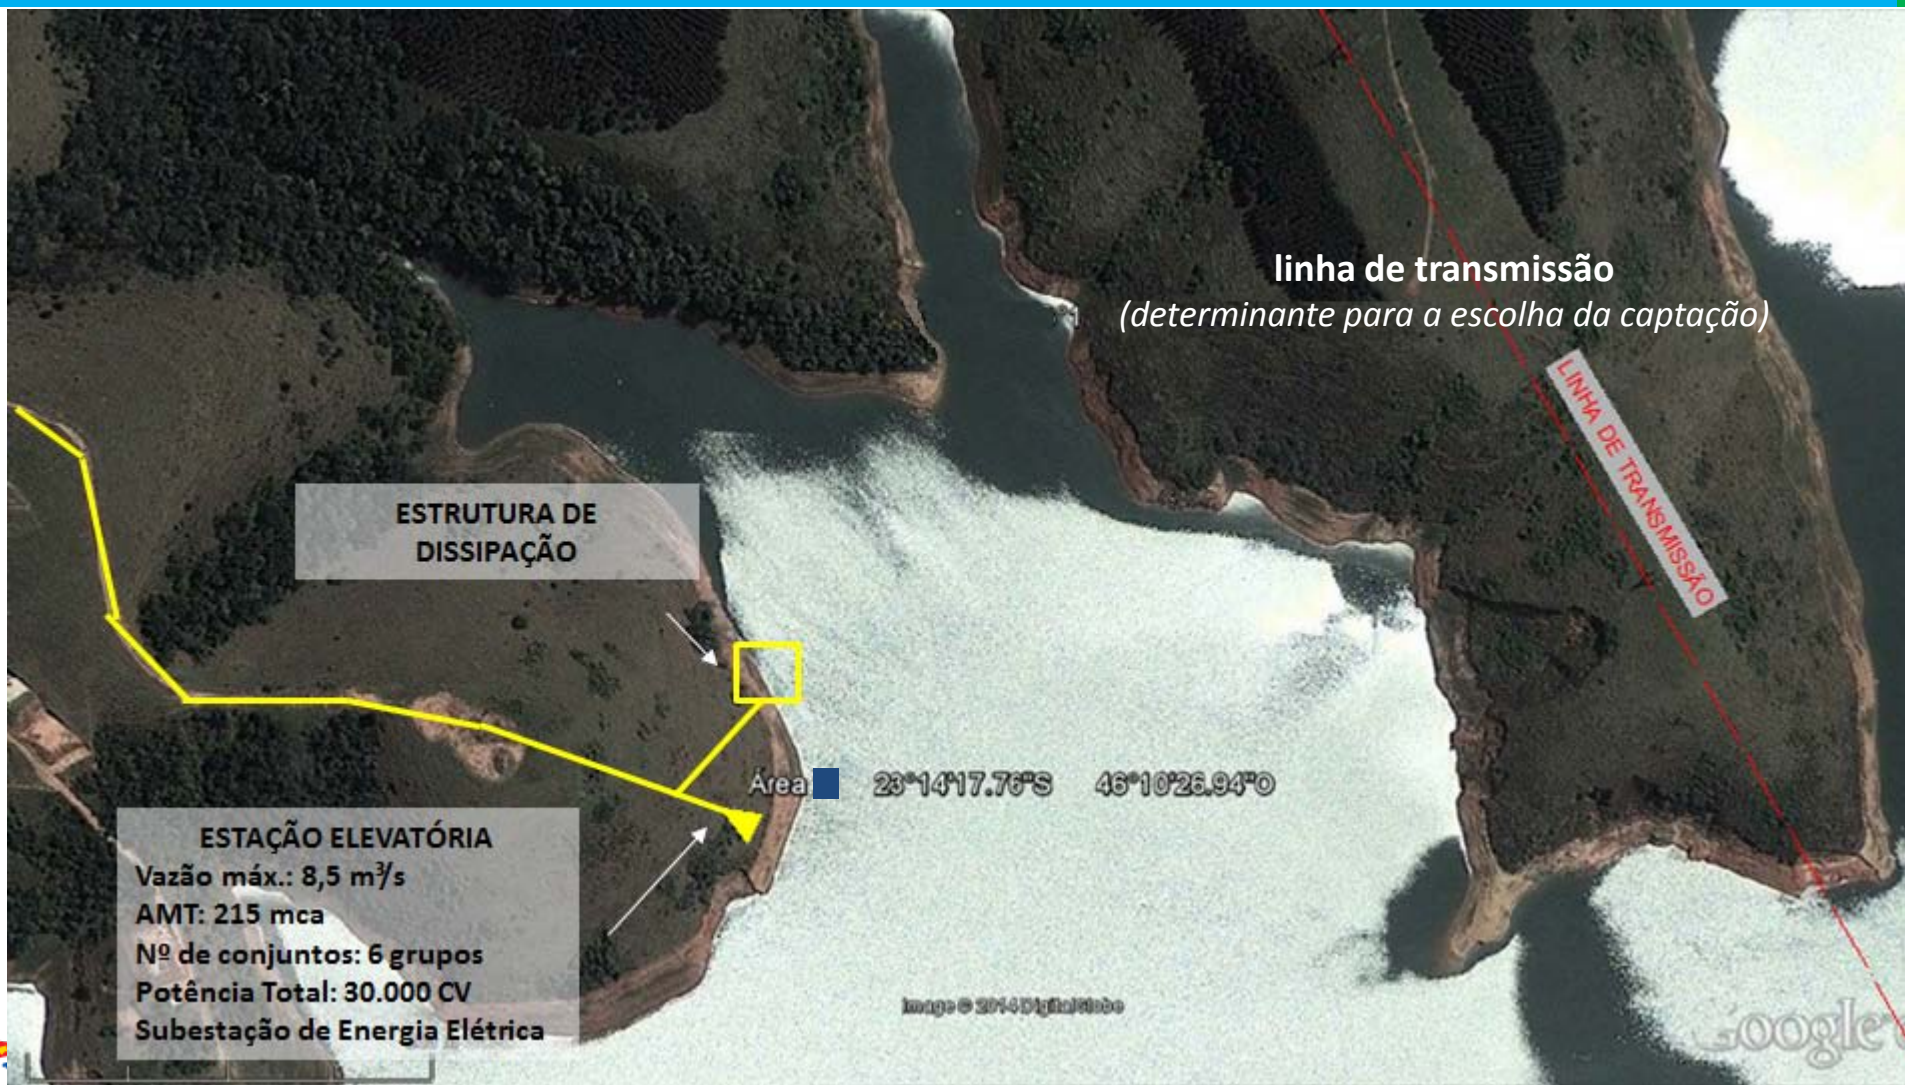 linha de transmissão
(determinante para a escolha da captação)
LINHA DE TRANSMISSÃO
ESTRUTURA DE
DISSIPAÇÃO
Área 23°14'17.76"S 46°10'26.94"O
ESTAÇÃO ELEVATÓRIA
Vazão máx.: 8,5 m³/s
AMT: 215 mca
Nº de conjuntos: 6 grupos
Potência Total: 30.000 CV
Subestação de Energia Elétrica
Image © 2014 DigitalGlobe
Google